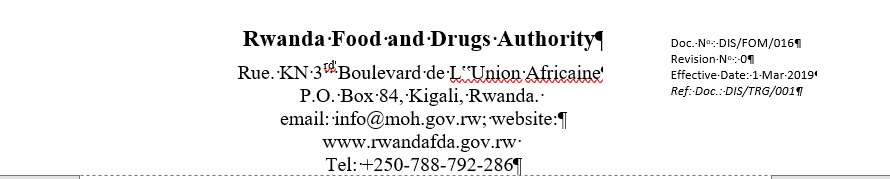 Rwanda Food and Drugs Authority
Rue. KN 3rd Boulevard de L‟Union Africaine
P.O. Box 84, Kigali, Rwanda.
email: info@moh.gov.rw; website:
www.rwandafda.gov.rw
Tel: +250-788-792-286
Doc. No: DIS/FOM/016
Revision No: 0
Effective Date: 1 Mar 2019
Ref: Doc.: DIS/TRG/001